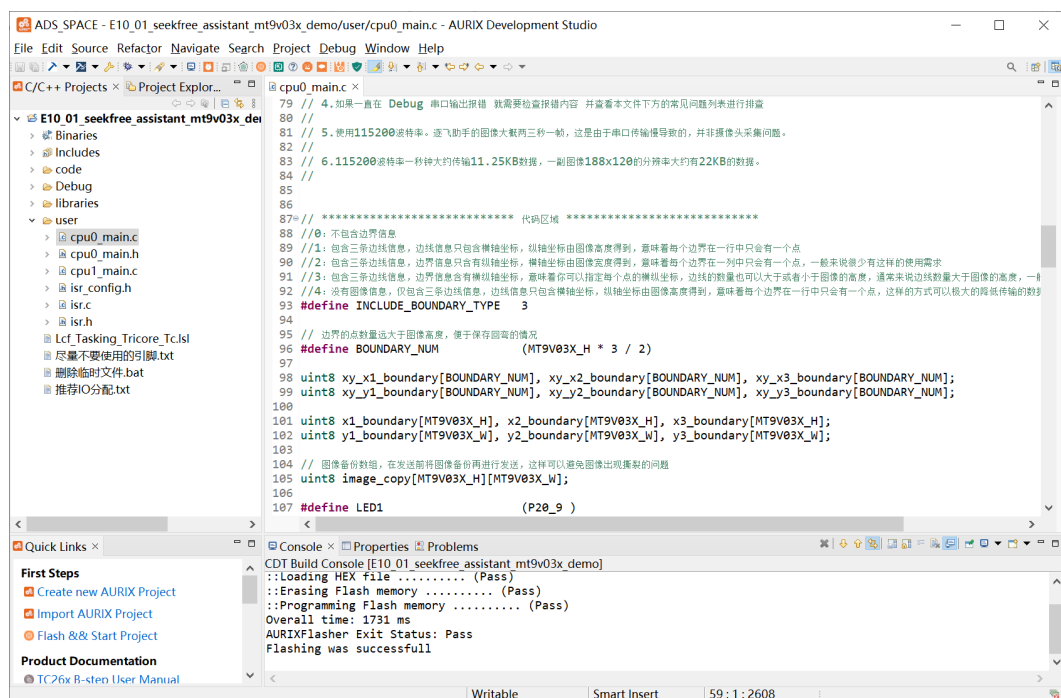 ADS_SPACE - E10_01_seekfree_assistant_mt9v03x_demo/user/cpu0_main.c - AURIX Development Studio
File Edit Source Refactor Navigate Search Project Debug Window Help
C/C++ Projects
Project Explor...
E10_01_seekfree_assistant_mt9v03x_de
Binaries
Includes
code
Debug
libraries
user
cpu0_main.c
cpu0_main.h
cpu1_main.c
isr_config.h
isr.c
isr.h
Lcf_Tasking_Tricore_Tc.lsl
尽量不要使用的引脚.txt
删除临时文件.bat
推荐IO分配.txt
cpu0_main.c
79 // 4.如果一直在 Debug 串口输出报错 就需要检查报错内容 并查看本文件下方的常见问题列表进行排查
80 //
81 // 5.使用115200波特率。逐飞助手的图像大概两三秒一帧，这是由于串口传输慢导致的，并非摄像头采集问题。
82 //
83 // 6.115200波特率一秒钟大约传输11.25KB数据，一副图像188x120的分辨率大约有22KB的数据。
84 //
85
86
87 // **************************** 代码区域 ****************************
88 //0：不包含边界信息
89 //1：包含三条边线信息，边线信息只包含横轴坐标，纵轴坐标由图像高度得到，意味着每个边界在一行中只会有一个点
90 //2：包含三条边线信息，边界信息只含有纵轴坐标，横轴坐标由图像宽度得到，意味着每个边界在一列中只会有一个点，一般来说很少有这样的使用需求
91 //3：包含三条边线信息，边界信息含有横纵轴坐标，意味着你可以指定每个点的横纵坐标，边线的数量也可以大于或者小于图像的高度，通常来说边线数量大于图像的高度，一
92 //4：没有图像信息，仅包含三条边线信息，边线信息只包含横轴坐标，纵轴坐标由图像高度得到，意味着每个边界在一行中只会有一个点，这样的方式可以极大的降低传输的数
93 #define INCLUDE_BOUNDARY_TYPE 3
94
95 // 边界的点数量远大于图像高度，便于保存回弯的情况
96 #define BOUNDARY_NUM (MT9V03X_H * 3 / 2)
97
98 uint8 xy_x1_boundary[BOUNDARY_NUM], xy_x2_boundary[BOUNDARY_NUM], xy_x3_boundary[BOUNDARY_NUM];
99 uint8 xy_y1_boundary[BOUNDARY_NUM], xy_y2_boundary[BOUNDARY_NUM], xy_y3_boundary[BOUNDARY_NUM];
100
101 uint8 x1_boundary[MT9V03X_H], x2_boundary[MT9V03X_H], x3_boundary[MT9V03X_H];
102 uint8 y1_boundary[MT9V03X_W], y2_boundary[MT9V03X_W], y3_boundary[MT9V03X_W];
103
104 // 图像备份数组，在发送前将图像备份再进行发送，这样可以避免图像出现撕裂的问题
105 uint8 image_copy[MT9V03X_H][MT9V03X_W];
106
107 #define LED1 (P20_9 )
Quick Links
First Steps
Create new AURIX Project
Import AURIX Project
Flash && Start Project
Product Documentation
TC26x B-step User Manual
Console Properties Problems
CDT Build Console [E10_01_seekfree_assistant_mt9v03x_demo]
::Loading HEX file .......... (Pass)
::Erasing Flash memory .......... (Pass)
::Programming Flash memory .......... (Pass)
Overall time: 1731 ms
AURIXFlasher Exit Status: Pass
Flashing was successfull
Writable Smart Insert 59 : 1 : 2608